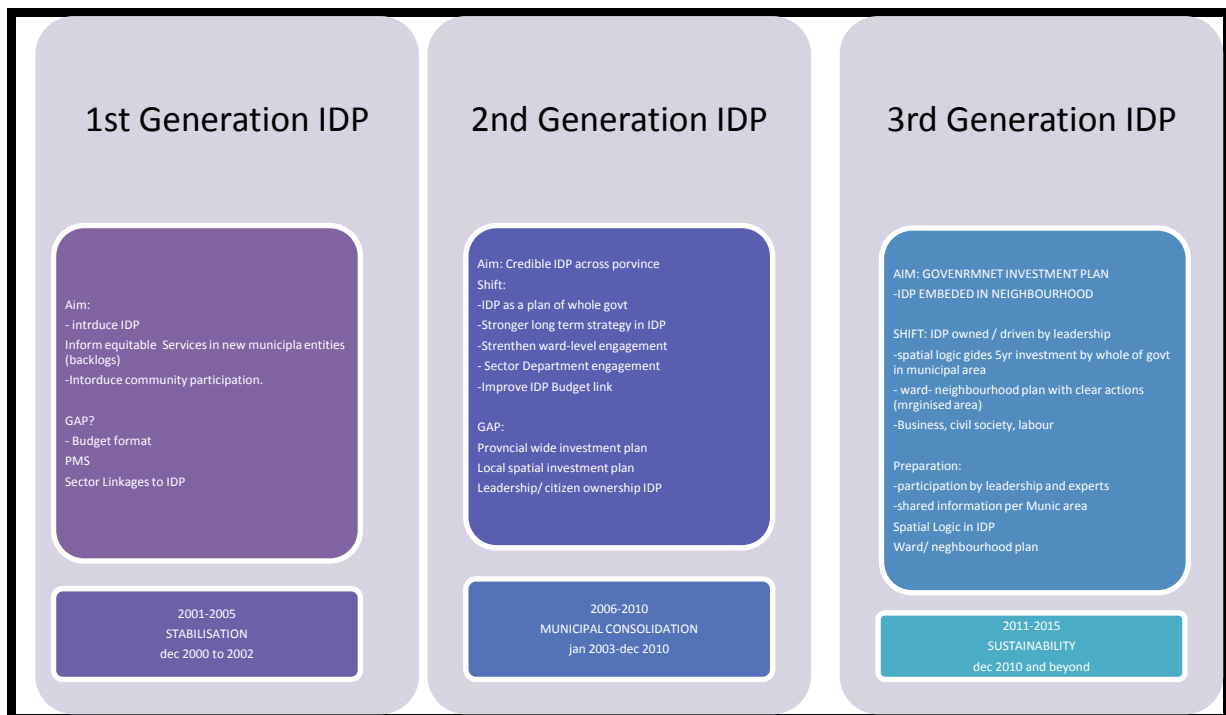 1st Generation IDP
Aim:
- intrduce IDP
Inform equitable Services in new municipla entities
(backlogs)
-Intorduce community participation.
GAP?
- Budget format
PMS
Sector Linkages to IDP
2001-2005
STABILISATION
dec 2000 to 2002
2nd Generation IDP
Aim: Credible IDP across porvince
Shift:
-IDP as a plan of whole govt
-Stronger long term strategy in IDP
-Strenthen ward-level engagement
- Sector Department engagement
-Improve IDP Budget link
GAP:
Provncial wide investment plan
Local spatial investment plan
Leadership/ citizen ownership IDP
2006-2010
MUNICIPAL CONSOLIDATION
jan 2003-dec 2010
3rd Generation IDP
AIM: GOVENRMNET INVESTMENT PLAN
-IDP EMBEDED IN NEIGHBOURHOOD
SHIFT: IDP owned / driven by leadership
-spatial logic gides 5yr investment by whole of govt
in municipal area
- ward- neighbourhood plan with clear actions
(mrginised area)
-Business, civil society, labour
Preparation:
-participation by leadership and experts
-shared information per Munic area
Spatial Logic in IDP
Ward/ neghbourhood plan
2011-2015
SUSTAINABILITY
dec 2010 and beyond